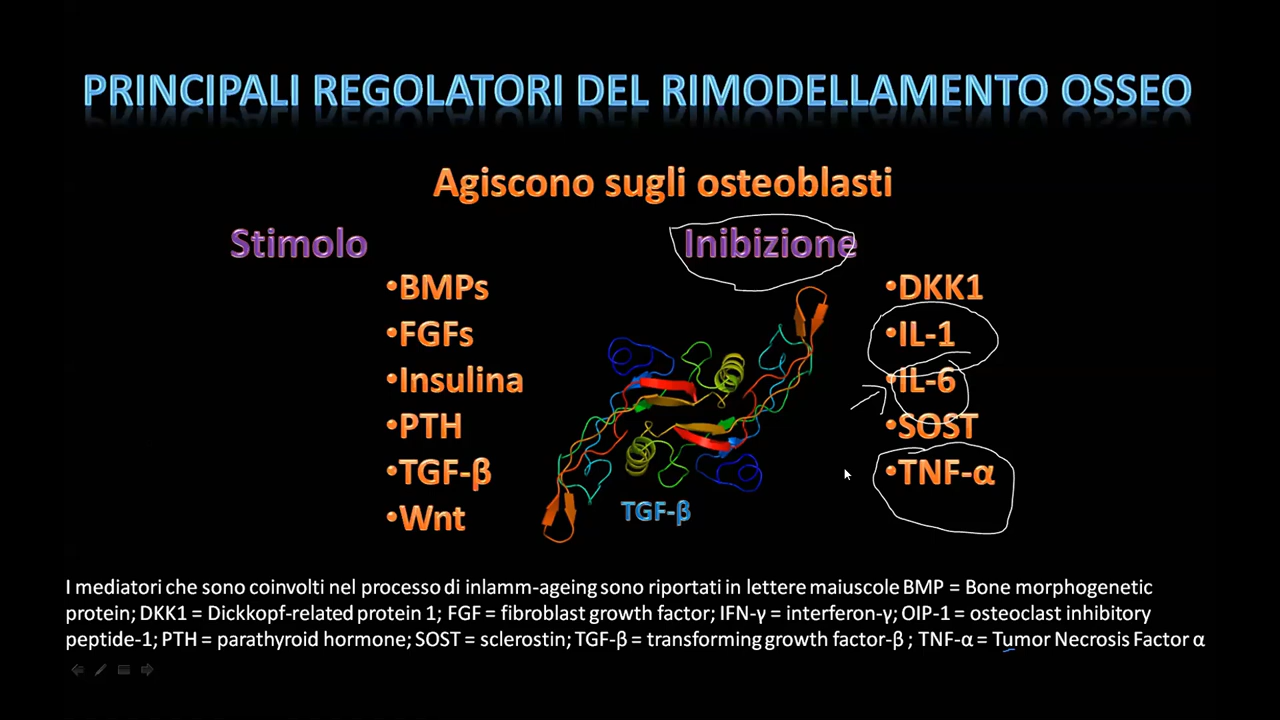 PRINCIPALI REGOLATORI DEL RIMODELLAMENTO OSSEO
Agiscono sugli osteoblasti
Stimolo
•BMPs
•FGFs
•Insulina
•PTH
•TGF-β
•Wnt
TGF-β
Inibizione
•DKK1
•IL-1
•IL-6
•SOST
•TNF-α
I mediatori che sono coinvolti nel processo di inlamm-ageing sono riportati in lettere maiuscole BMP = Bone morphogenetic
protein; DKK1 = Dickkopf-related protein 1; FGF = fibroblast growth factor; IFN-γ = interferon-γ; OIP-1 = osteoclast inhibitory
peptide-1; PTH = parathyroid hormone; SOST = sclerostin; TGF-β = transforming growth factor-β ; TNF-α = Tumor Necrosis Factor α